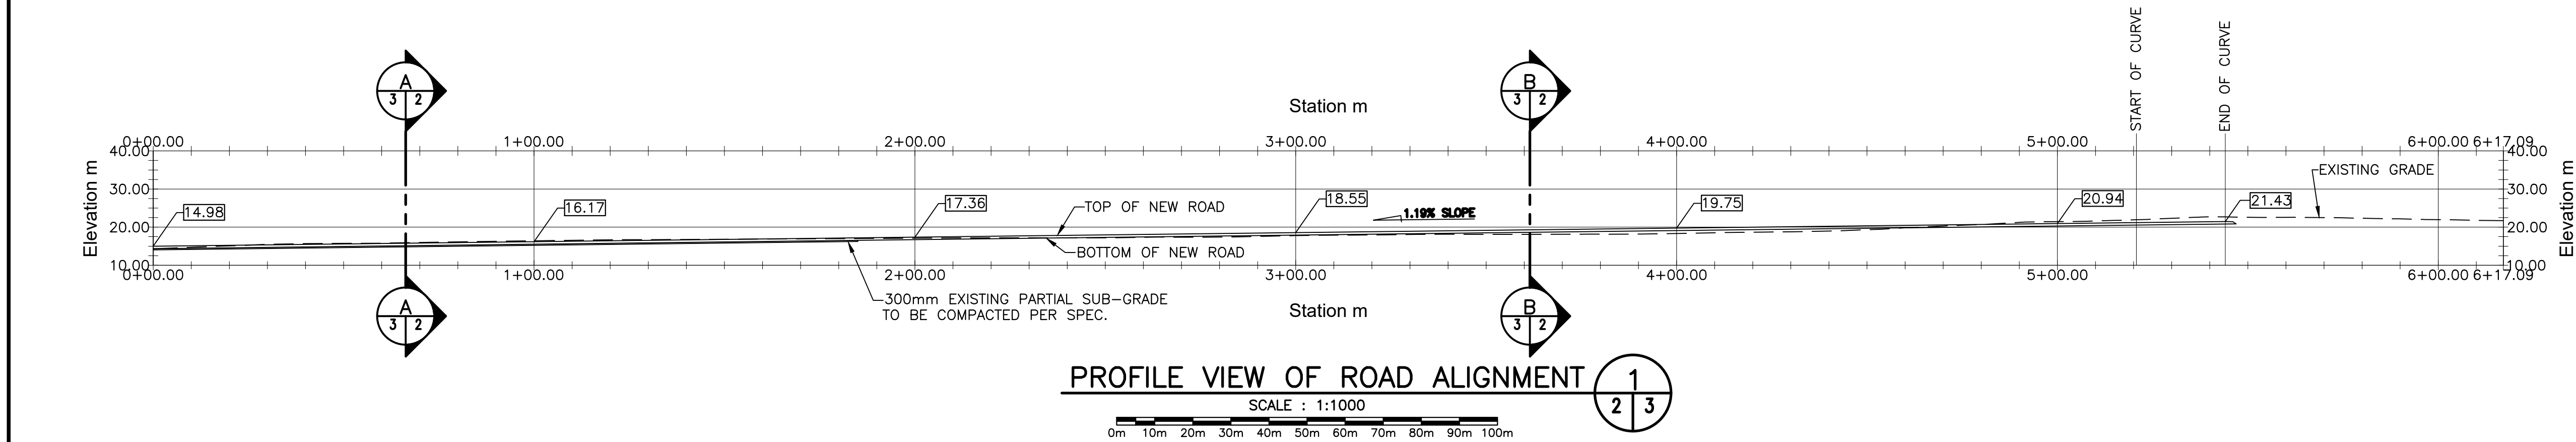 START OF CURVE
END OF CURVE
A
3 2
B
3 2
Station m
0+00.00 1+00.00 2+00.00 3+00.00 4+00.00 5+00.00 6+00.00 6+17.09
Elevation m
40.00
30.00
20.00
10.00
40.00
30.00
20.00
10.00
Elevation m
14.98
16.17
17.36
TOP OF NEW ROAD
18.55
1.19% SLOPE
19.75
20.94
21.43
EXISTING GRADE
BOTTOM OF NEW ROAD
0+00.00 1+00.00 2+00.00 3+00.00 4+00.00 5+00.00 6+00.00 6+17.09
300mm EXISTING PARTIAL SUB-GRADE
TO BE COMPACTED PER SPEC.
Station m
A
3 2
B
3 2
PROFILE VIEW OF ROAD ALIGNMENT
1
2 3
SCALE : 1:1000
0m 10m 20m 30m 40m 50m 60m 70m 80m 90m 100m